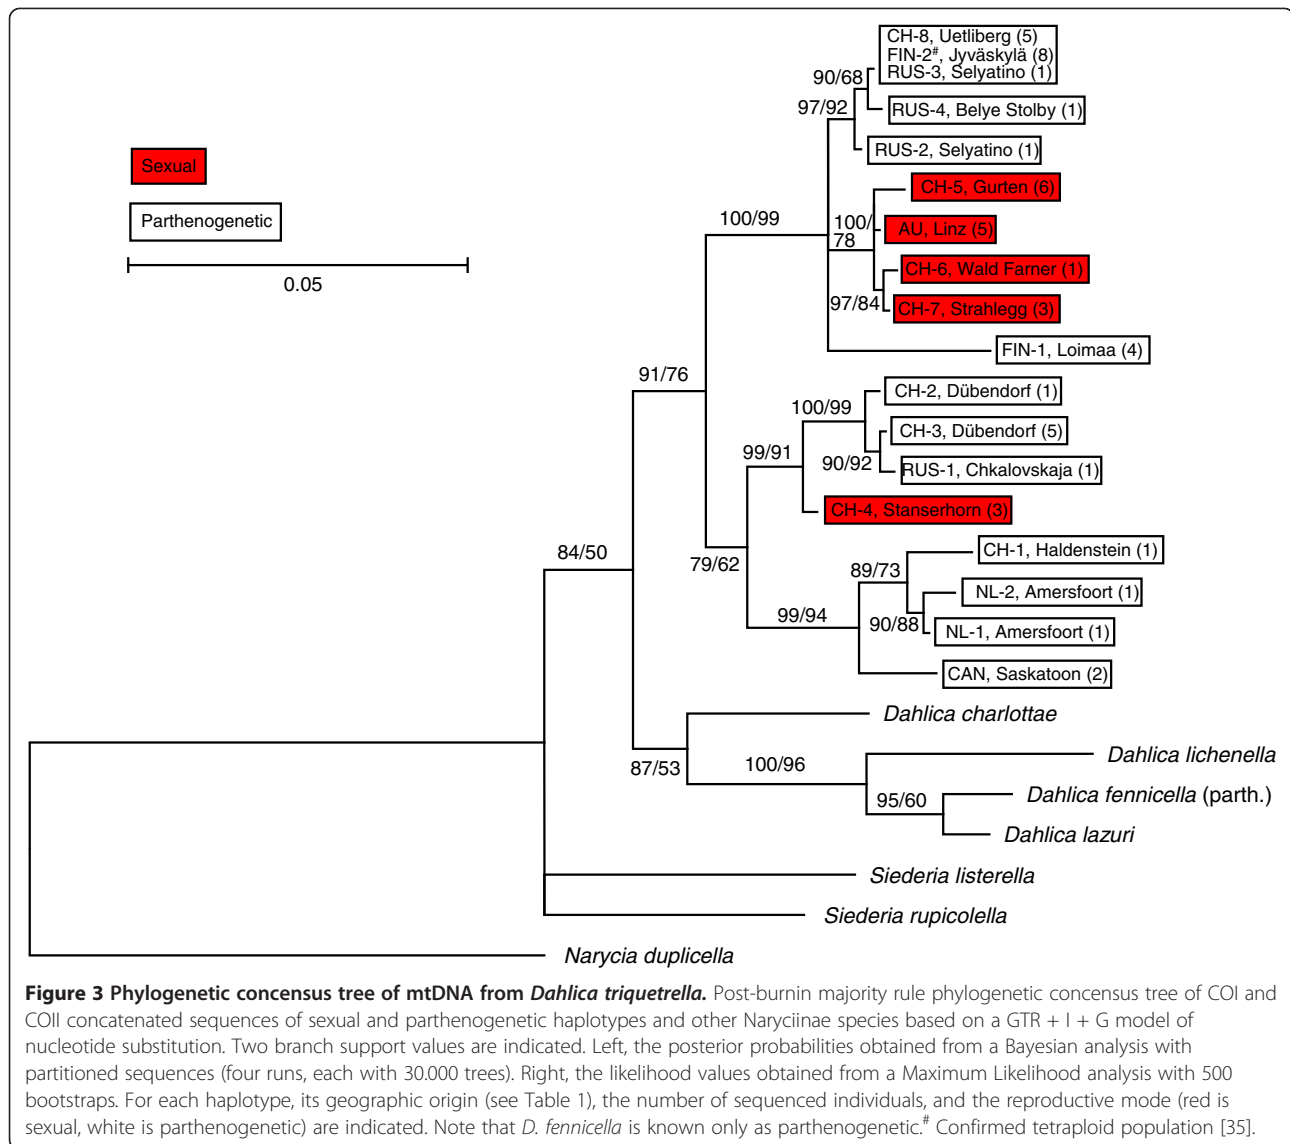 CH-8, Uetliberg (5)
FIN-2#, Jyväskylä (8)
RUS-3, Selyatino (1)
90/68
97/92
RUS-4, Belye Stolby (1)
RUS-2, Selyatino (1)
Sexual
Parthenogenetic
0.05
100/99
100/
78
CH-5, Gurten (6)
AU, Linz (5)
CH-6, Wald Farner (1)
97/84
CH-7, Strahlegg (3)
FIN-1, Loimaa (4)
91/76
CH-2, Dübendorf (1)
100/99
CH-3, Dübendorf (5)
99/91
90/92
RUS-1, Chkalovskaja (1)
CH-4, Stanserhorn (3)
84/50
79/62
CH-1, Haldenstein (1)
89/73
NL-2, Amersfoort (1)
99/94
90/88
NL-1, Amersfoort (1)
CAN, Saskatoon (2)
Dahlica charlottae
87/53
100/96
Dahlica lichenella
95/60
Dahlica fennicella (parth.)
Dahlica lazuri
Siederia listerella
Siederia rupicolella
Narycia duplicella
Figure 3 Phylogenetic concensus tree of mtDNA from Dahlica triquetrella. Post-burnin majority rule phylogenetic concensus tree of COI and
COII concatenated sequences of sexual and parthenogenetic haplotypes and other Naryciinae species based on a GTR + I + G model of
nucleotide substitution. Two branch support values are indicated. Left, the posterior probabilities obtained from a Bayesian analysis with
partitioned sequences (four runs, each with 30.000 trees). Right, the likelihood values obtained from a Maximum Likelihood analysis with 500
bootstraps. For each haplotype, its geographic origin (see Table 1), the number of sequenced individuals, and the reproductive mode (red is
sexual, white is parthenogenetic) are indicated. Note that D. fennicella is known only as parthenogenetic.# Confirmed tetraploid population [35].